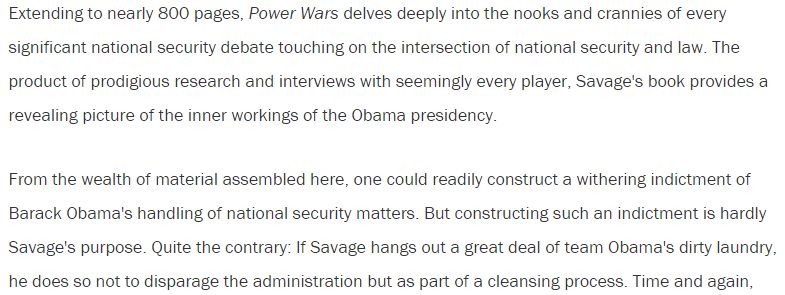 Extending to nearly 800 pages, Power Wars delves deeply into the nooks and crannies of every
significant national security debate touching on the intersection of national security and law. The
product of prodigious research and interviews with seemingly every player, Savage's book provides a
revealing picture of the inner workings of the Obama presidency.
From the wealth of material assembled here, one could readily construct a withering indictment of
Barack Obama's handling of national security matters. But constructing such an indictment is hardly
Savage's purpose. Quite the contrary: If Savage hangs out a great deal of team Obama's dirty laundry,
he does so not to disparage the administration but as part of a cleansing process. Time and again,